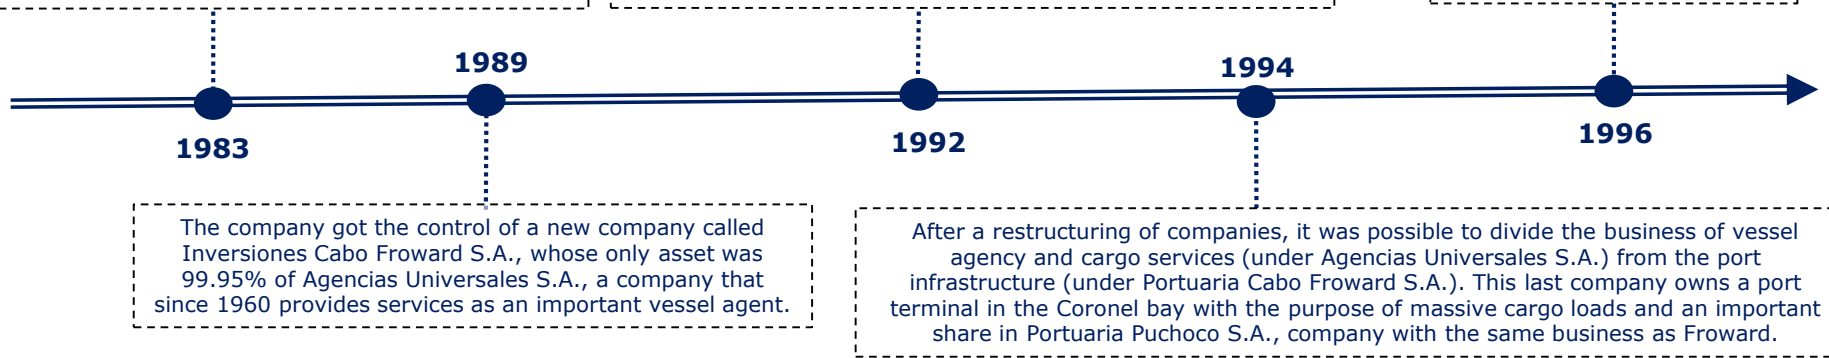 1989
1994
1983
1992
1996
The company got the control of a new company called
Inversiones Cabo Froward S.A., whose only asset was
99.95% of Agencias Universales S.A., a company that
since 1960 provides services as an important vessel agent.
After a restructuring of companies, it was possible to divide the business of vessel
agency and cargo services (under Agencias Universales S.A.) from the port
infrastructure (under Portuaria Cabo Froward S.A.). This last company owns a port
terminal in the Coronel bay with the purpose of massive cargo loads and an important
share in Portuaria Puchoco S.A., company with the same business as Froward.